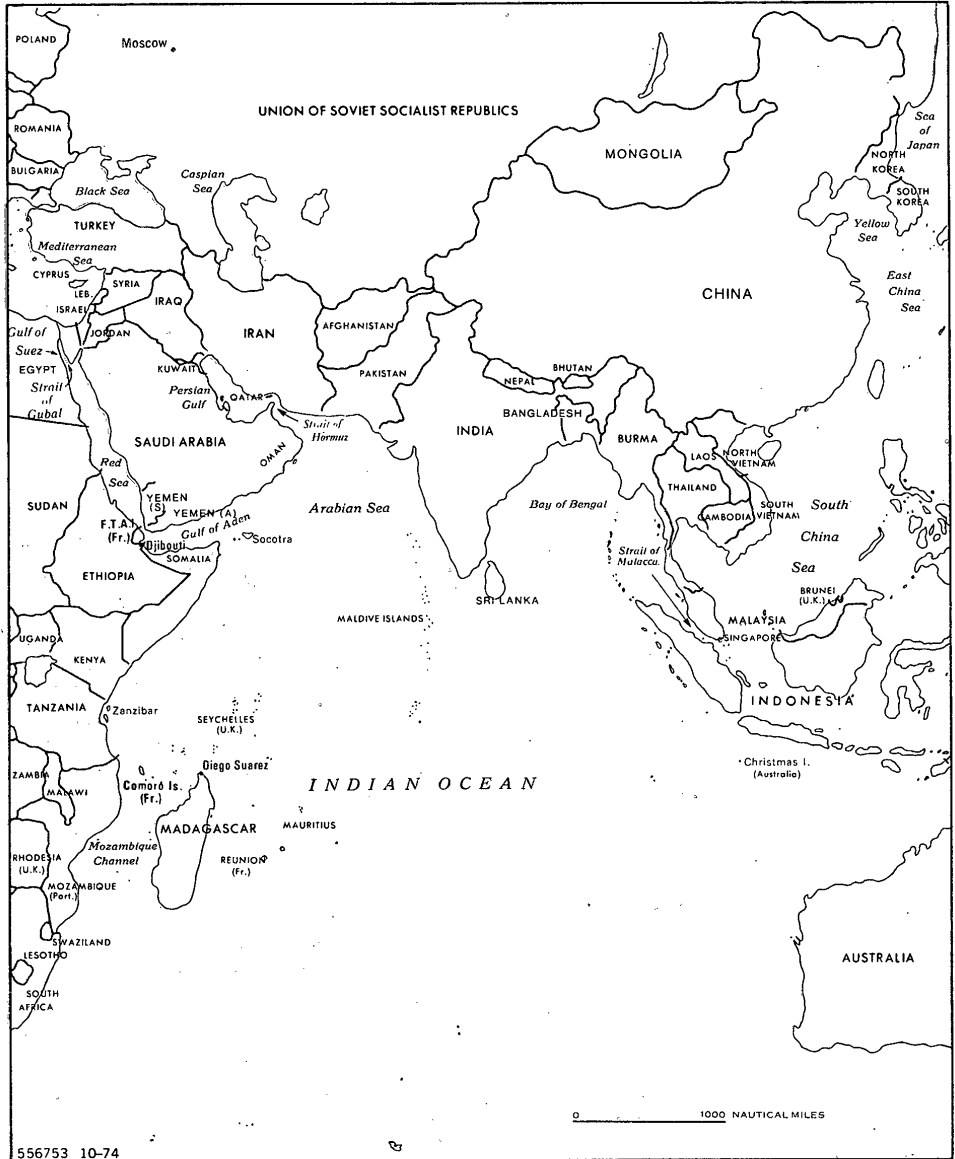 POLAND
Moscow
UNION OF SOVIET SOCIALIST REPUBLICS
ROMANIA
BULGARIA
Black Sea
Caspian
Sea
MONGOLIA
Sea
of
Japan
NORTH
KOREA
SOUTH
KOREA
Yellow
Sea
TURKEY
Mediterranean
Sea
CYPRUS
SYRIA
LEB.
ISRAEL
IRAQ
JORDAN
IRAN
AFGHANISTAN
CHINA
East
China
Sea
Gulf of
Suez
EGYPT
Strait
of
Gubal
KUWAIT
Persian
Gulf
QATAR
Strait of
Hormuz
PAKISTAN
NEPAL
BHUTAN
BANGLADESH
INDIA
BURMA
SAUDI ARABIA
OMAN
LAOS
NORTH
VIETNAM
THAILAND
CAMBODIA
SOUTH
VIETNAM
Red
Sea
SUDAN
YEMEN
(S)
YEMEN (A)
Gulf of Aden
F.T.A.I.
(Fr.)
Djibouti
Socotra
SOMALIA
ETHIOPIA
Arabian Sea
Bay of Bengal
South
China
Sea
Strait of
Malacca
SRI LANKA
MALDIVE ISLANDS
BRUNEI
(U.K.)
MALAYSIA
SINGAPORE
INDONESIA
UGANDA
KENYA
TANZANIA
Zanzibar
SEYCHELLES
(U.K.)
Diego Suarez
Comoro Is.
(Fr.)
ZAMBIA
MALAWI
INDIAN OCEAN
Christmas I.
(Australia)
MADAGASCAR
MAURITIUS
REUNION
(Fr.)
Mozambique
Channel
RHODESIA
(U.K.)
MOZAMBIQUE
(Port.)
SWAZILAND
LESOTHO
SOUTH
AFRICA
AUSTRALIA
0 1000 NAUTICAL MILES
556753 10-74